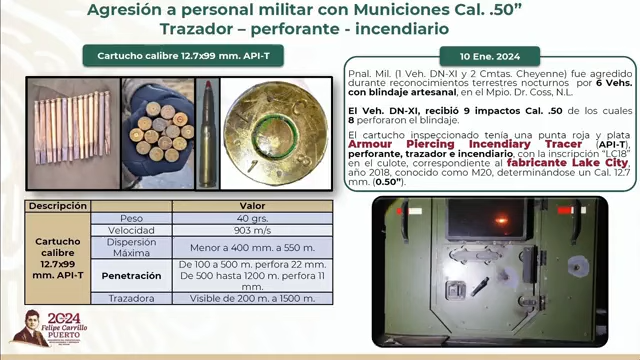 Agresión a personal militar con Municiones Cal. .50”
Trazador – perforante - incendiario
Cartucho calibre 12.7x99 mm. API-T
10 Ene. 2024
Pnal. Mil. (1 Veh. DN-XI y 2 Cmtas. Cheyenne) fue agredido
durante reconocimientos terrestres nocturnos por 6 Vehs.
con blindaje artesanal, en el Mpio. Dr. Coss, N.L.
El Veh. DN-XI, recibió 9 impactos Cal. .50 de los cuales
8 perforaron el blindaje.
El cartucho inspeccionado tenía una punta roja y plata
Armour Piercing Incendiary Tracer (API-T),
perforante, trazador e incendiario, con la inscripción “LC18”
en el culote, correspondiente al fabricante Lake City,
año 2018, conocido como M20, determinándose un Cal. 12.7
mm. (0.50”).
Descripción Valor
Cartucho calibre 12.7x99 mm. API-T
Peso 40 grs.
Velocidad 903 m/s
Dispersión Máxima Menor a 400 mm. a 550 m.
Penetración De 100 a 500 m. perfora 22 mm.
De 500 hasta 1200 m. perfora 11 mm.
Trazadora Visible de 200 m. a 1500 m.
2024
Felipe Carrillo
PUERTO